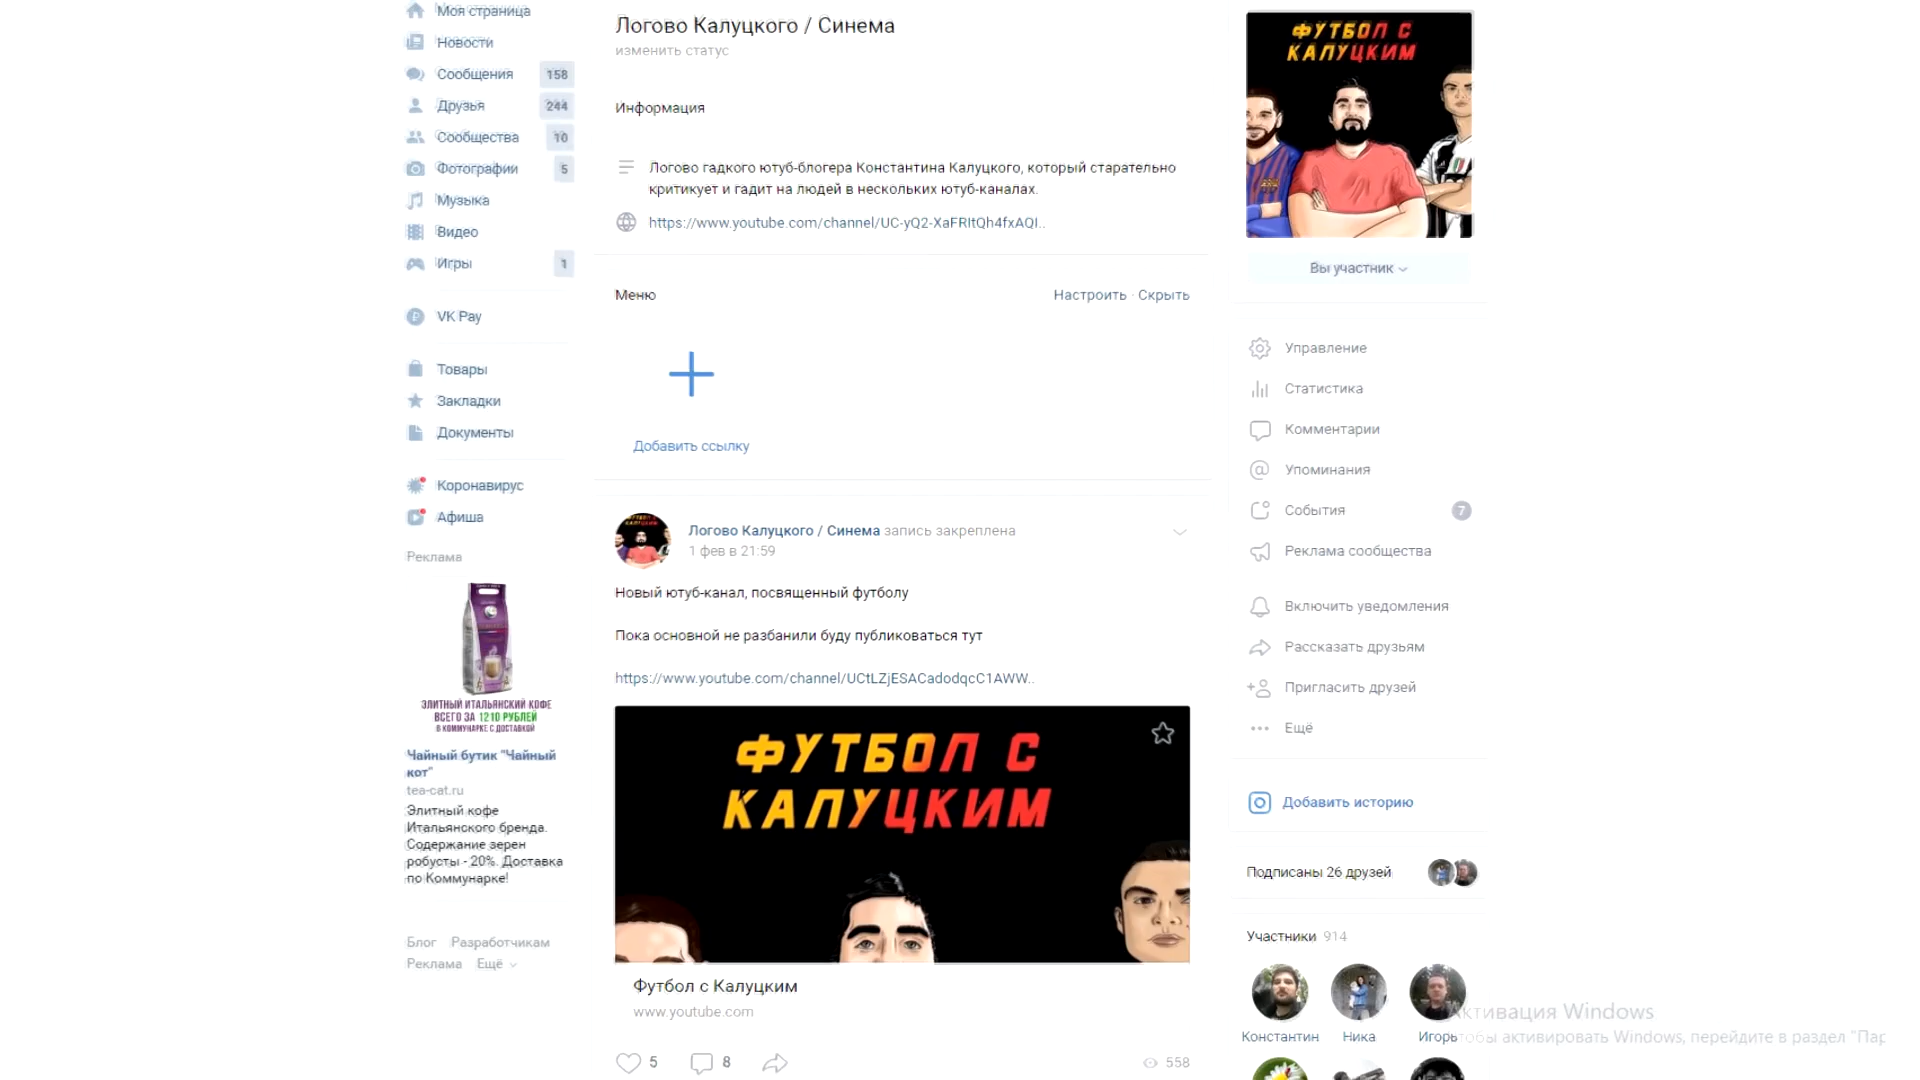 Моя страница
Новости
Сообщения 158
Друзья 244
Сообщества 10
Фотографии 5
Музыка
Видео
Игры 1
VK Pay
Товары
Закладки
Документы
Коронавирус
Афиша
Реклама
ЭЛИТНЫЙ ИТАЛЬЯНСКИЙ КОФЕ
ВСЕГО ЗА 1210 РУБЛЕЙ
В КОММУНАРКЕ С ДОСТАВКОЙ
Чайный бутик "Чайный
кот"
tea-cat.ru
Элитный кофе
Итальянского бренда.
Содержание зерен
робусты - 20%. Доставка
по Коммунарке!
Блог Разработчикам
Реклама Ещё
Логово Калуцкого / Синема
изменить статус
Информация
Логово гадкого ютуб-блогера Константина Калуцкого, который старательно
критикует и гадит на людей в нескольких ютуб-каналах.
https://www.youtube.com/channel/UC-yQ2-XaFRItQh4fxAQI..
Меню Настроить · Скрыть
Добавить ссылку
Логово Калуцкого / Синема запись закреплена
1 фев в 21:59
Новый ютуб-канал, посвященный футболу
Пока основной не разбанили буду публиковаться тут
https://www.youtube.com/channel/UCtLZjESACadodqcC1AWW..
ФУТБОЛ С
КАЛУЦКИМ
Футбол с Калуцким
www.youtube.com
5 8 558
ФУТБОЛ С
КАЛУЦКИМ
Вы участник
Управление
Статистика
Комментарии
Упоминания
События 7
Реклама сообщества
Включить уведомления
Рассказать друзьям
Пригласить друзей
Ещё
Добавить историю
Подписаны 26 друзей
Участники 914
Константин Ника Игорь
Активация Windows
Чтобы активировать Windows, перейдите в раздел "Пар